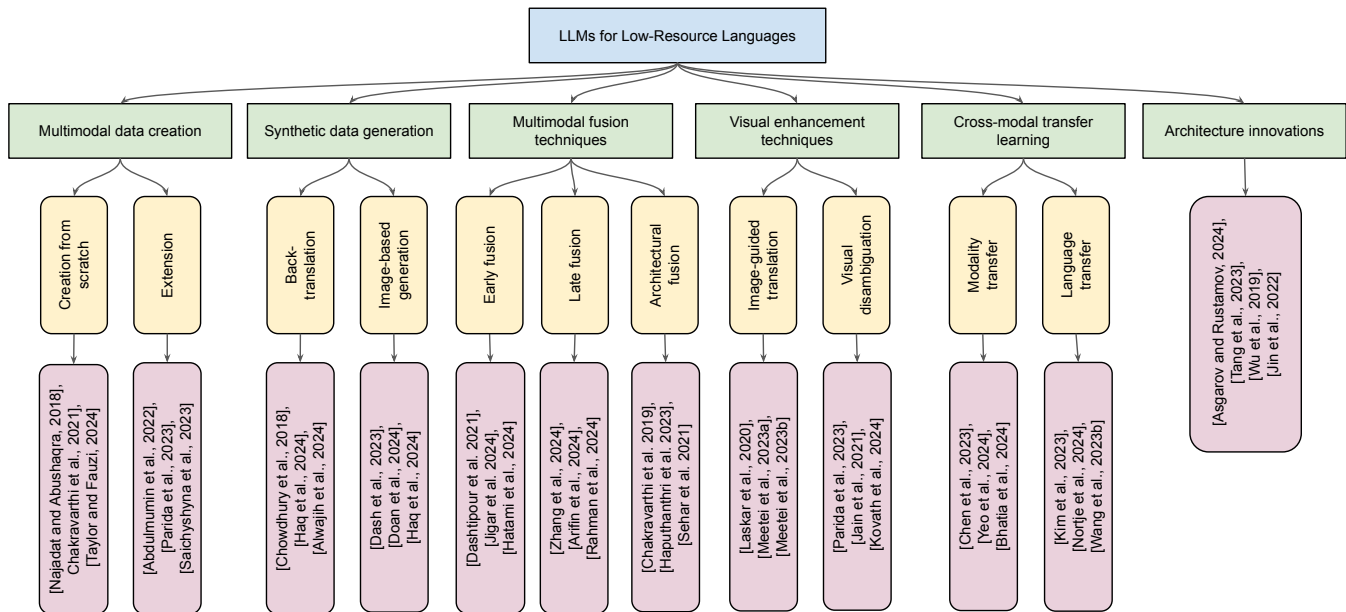 LLMs for Low-Resource Languages
Multimodal data creation
Synthetic data generation
Multimodal fusion
techniques
Visual enhancement
techniques
Cross-modal transfer
learning
Architecture innovations
Creation from
scratch
Extension
Back-
translation
Image-based
generation
Early fusion
Late fusion
Architectural
fusion
Image-guided
translation
Visual
disambiguation
Modality
transfer
Language
transfer
[Asgarov and Rustamov, 2024],
[Tang et al., 2023],
[Wu et al., 2019],
[Jin et al., 2022]
[Najadat and Abushaqra, 2018],
Chakravarthi et al., 2021],
[Taylor and Fauzi, 2024]
[Abdulmumin et al., 2022],
[Parida et al., 2023],
[Saichyshyna et al., 2023]
[Chowdhury et al., 2018],
[Haq et al., 2024],
[Alwajih et al., 2024]
[Dash et al., 2023],
[Doan et al., 2024],
[Haq et al., 2024]
[Dashtipour et al. 2021],
[Jigar et al. 2024],
[Hatami et al. 2024]
[Zhang et al., 2024],
[Arifin et al., 2024],
[Rahman et al., 2024]
[Chakravarthi et al. 2019],
[Haputhanthri et al. 2023],
[Sehar et al. 2021]
[Laskar et al., 2020],
[Meetei et al., 2023a],
[Meetei et al., 2023b]
[Parida et al., 2023],
[Jain et al., 2021],
[Kovath et al., 2024]
[Chen et al., 2023],
[Yeo et al., 2024],
[Bhatia et al., 2024]
[Kim et al., 2023],
[Nortje et al., 2024],
[Wang et al., 2023b]